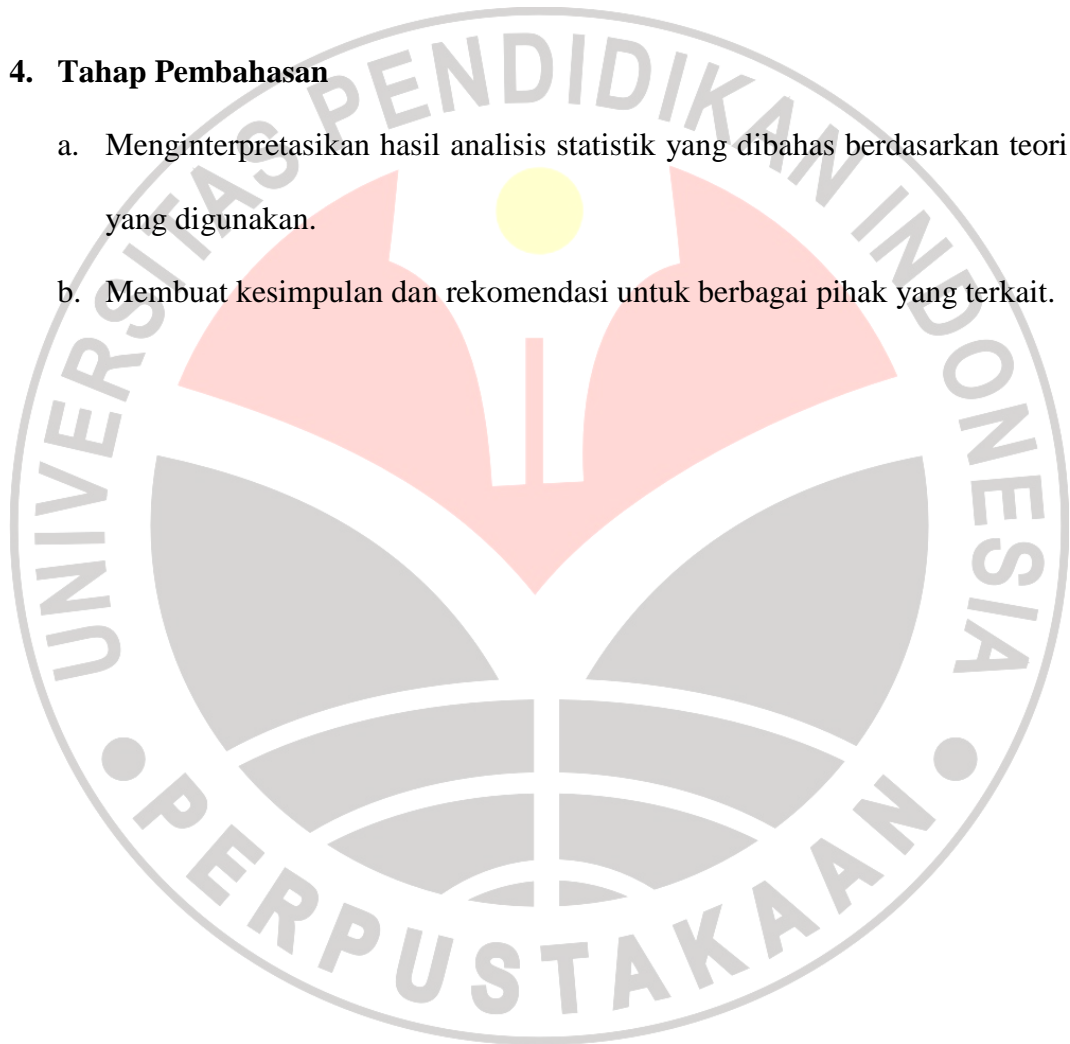 4. Tahap Pembahasan
a. Menginterpretasikan hasil analisis statistik yang dibahas berdasarkan teori
yang digunakan.
b. Membuat kesimpulan dan rekomendasi untuk berbagai pihak yang terkait.
UNIVERSITAS PENDIDIKAN INDONESIA
PERPUSTAKAAN